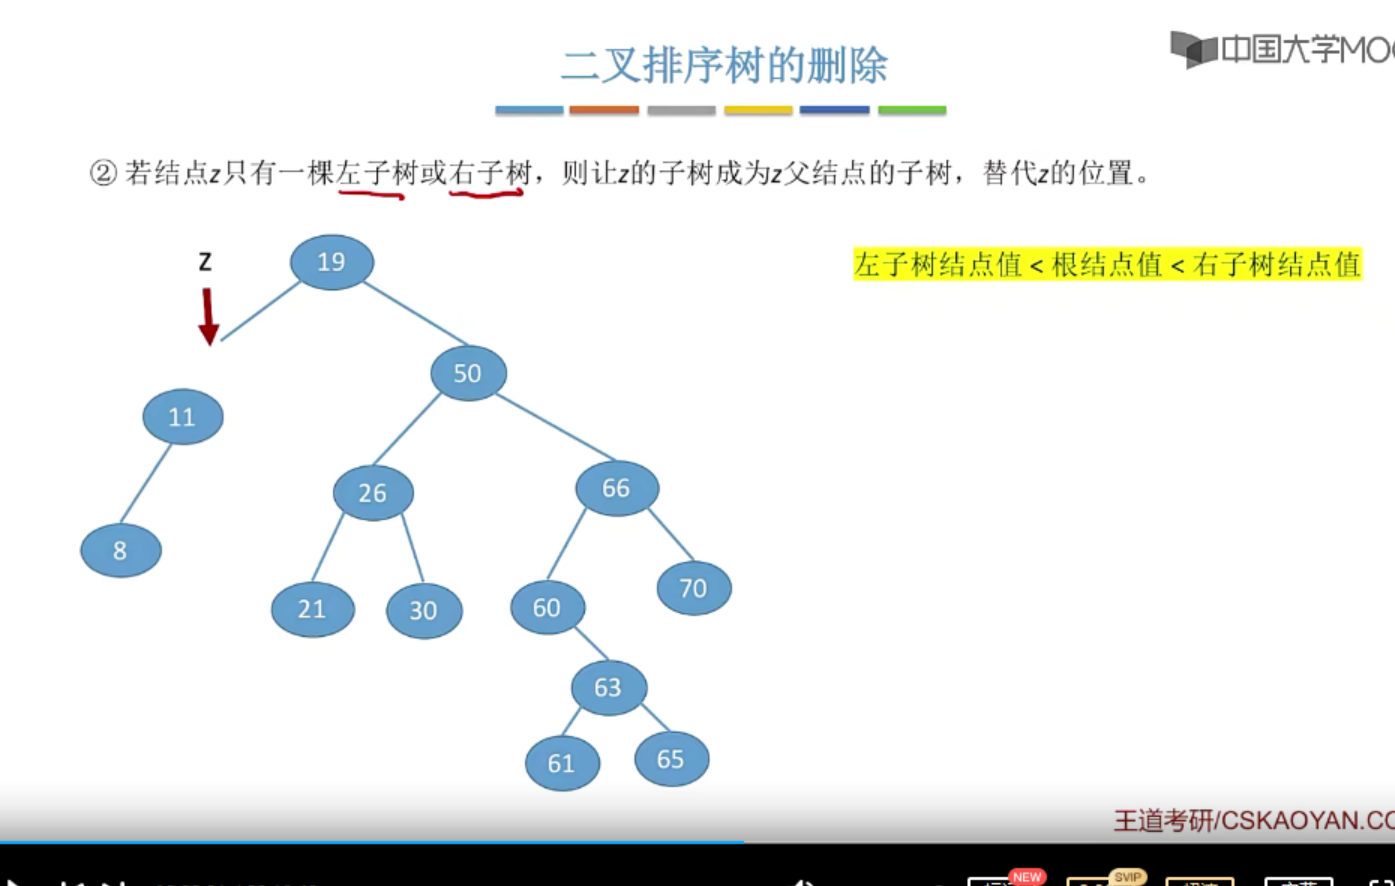 二叉排序树的删除
中国大学MOO
② 若结点z只有一棵左子树或右子树，则让z的子树成为z父结点的子树，替代z的位置。
左子树结点值 < 根结点值 < 右子树结点值
Z
19
50
11
26
66
8
21
30
60
70
63
61
65
王道考研/CSKAOYAN.CO
NEW
SVIP